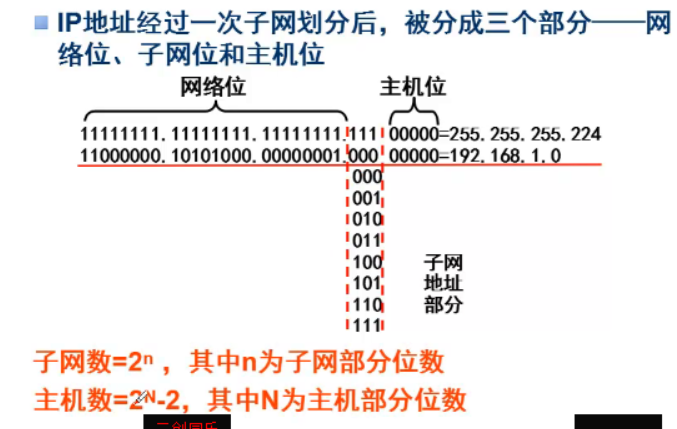 IP地址经过一次子网划分后，被分成三个部分——网
络位、子网位和主机位
网络位 主机位
11111111.11111111.11111111.111 00000=255.255.255.224
11000000.10101000.00000001.000 00000=192.168.1.0
000
001
010
011
100 子网
101 地址
110 部分
111
子网数=2ⁿ ，其中n为子网部分位数
主机数=2ᴺ-2，其中N为主机部分位数